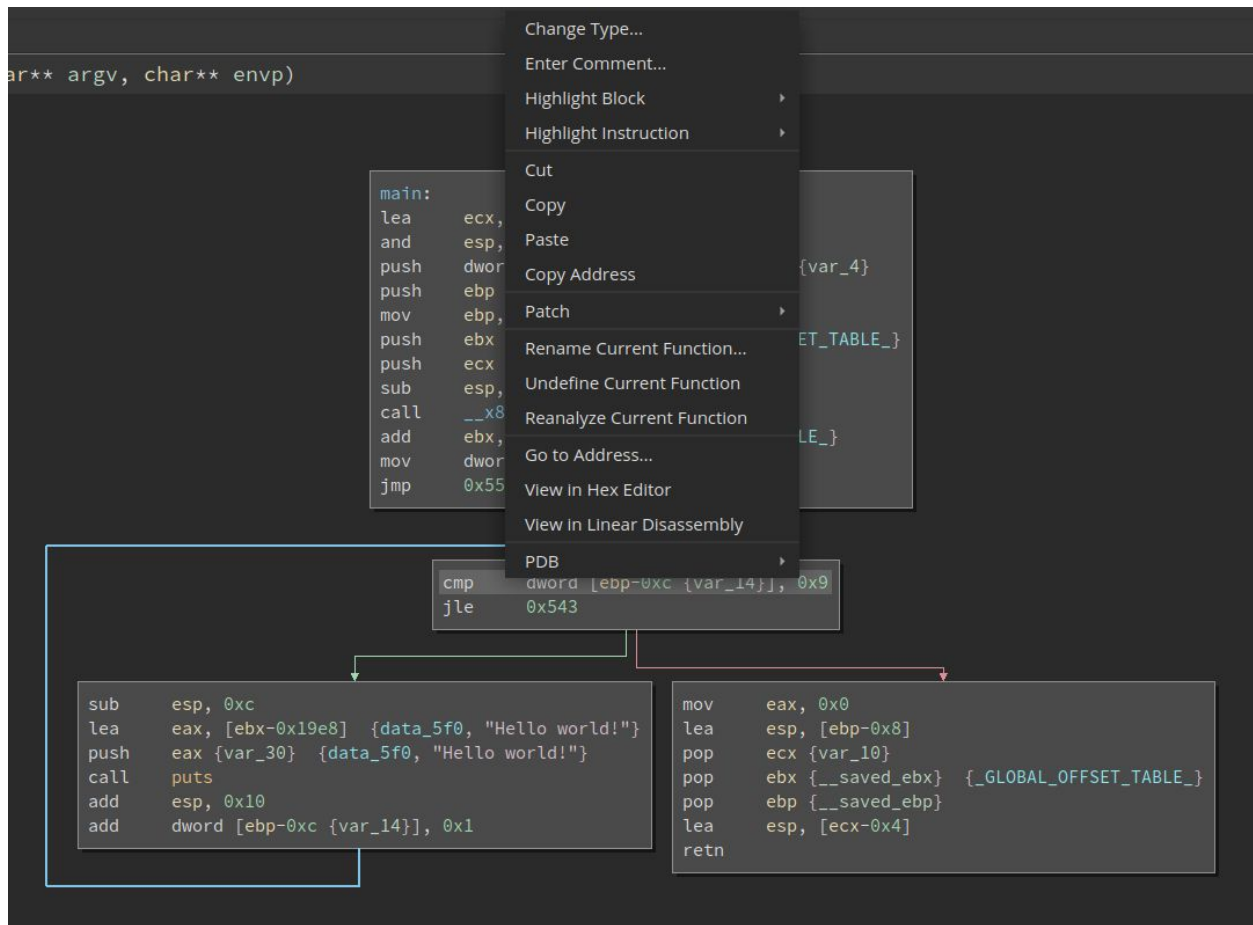 ar** argv, char** envp)
Change Type...
Enter Comment...
Highlight Block
Highlight Instruction
Cut
Copy
Paste
Copy Address
Patch
Rename Current Function...
Undefine Current Function
Reanalyze Current Function
Go to Address...
View in Hex Editor
View in Linear Disassembly
PDB
main:
lea ecx,
and esp,
push dwor {var_4}
push ebp
mov ebp,
push ebx ET_TABLE_}
push ecx
sub esp,
call __x8
add ebx, LE_}
mov dwor
jmp 0x55
cmp dword [ebp-0xc {var_14}], 0x9
jle 0x543
sub esp, 0xc
lea eax, [ebx-0x19e8] {data_5f0, "Hello world!"}
push eax {var_30} {data_5f0, "Hello world!"}
call puts
add esp, 0x10
add dword [ebp-0xc {var_14}], 0x1
mov eax, 0x0
lea esp, [ebp-0x8]
pop ecx {var_10}
pop ebx {__saved_ebx} {_GLOBAL_OFFSET_TABLE_}
pop ebp {__saved_ebp}
lea esp, [ecx-0x4]
retn